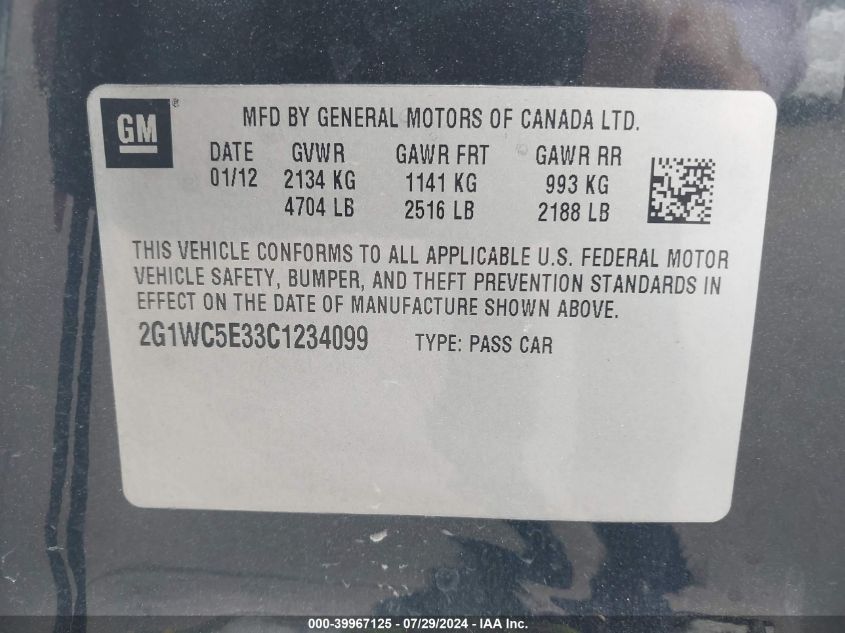 GM®
MFD BY GENERAL MOTORS OF CANADA LTD.
DATE GVWR GAWR FRT GAWR RR
01/12 2134 KG 1141 KG 993 KG
4704 LB 2516 LB 2188 LB
THIS VEHICLE CONFORMS TO ALL APPLICABLE U.S. FEDERAL MOTOR
VEHICLE SAFETY, BUMPER, AND THEFT PREVENTION STANDARDS IN
EFFECT ON THE DATE OF MANUFACTURE SHOWN ABOVE.
2G1WC5E33C1234099 TYPE: PASS CAR
000-39967125 - 07/29/2024 - IAA Inc.